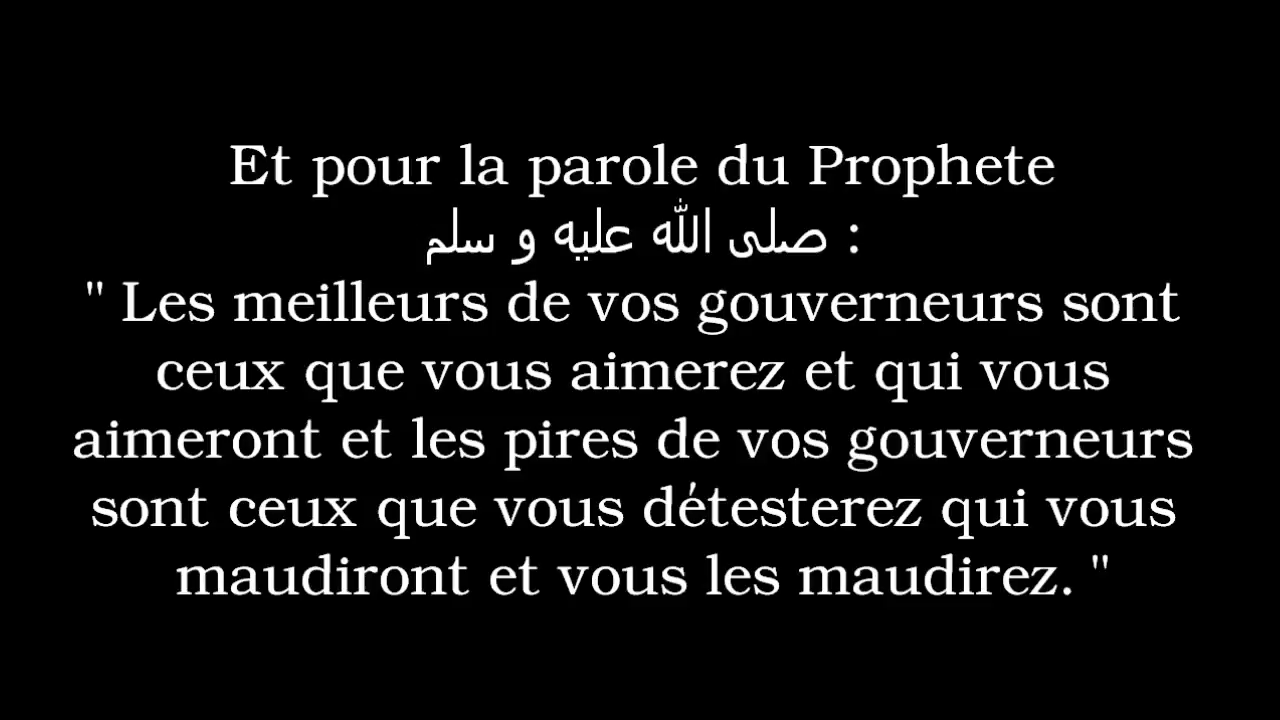 Et pour la parole du Prophete
صلى الله عليه و سلم :
" Les meilleurs de vos gouverneurs sont
ceux que vous aimerez et qui vous
aimeront et les pires de vos gouverneurs
sont ceux que vous détesterez qui vous
maudiront et vous les maudirez. "